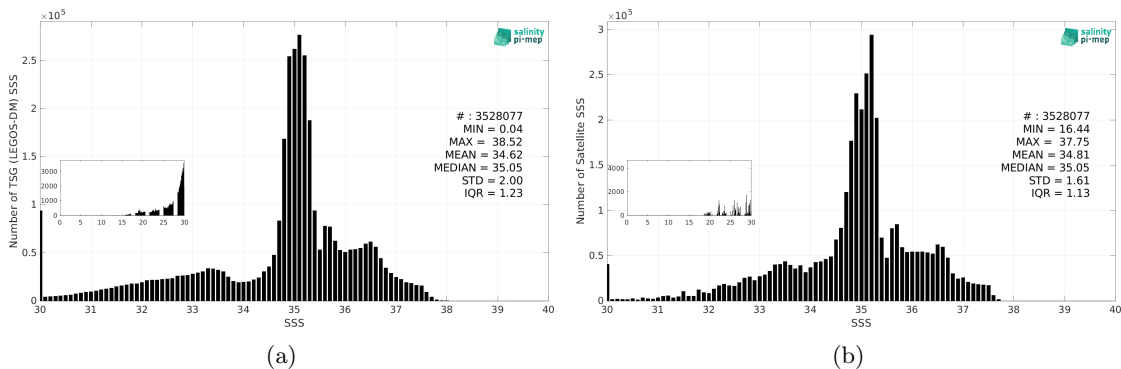 ×10^5
salinity
pi-mep
Number of TSG (LEGOS-DM) SSS
2.5
2
1.5
1
0.5
0
# : 3528077
MIN = 0.04
MAX = 38.52
MEAN = 34.62
MEDIAN = 35.05
STD = 2.00
IQR = 1.23
3000
2000
1000
0
0 5 10 15 20 25 30
30 31 32 33 34 35 36 37 38 39 40
SSS
(a)
×10^5
salinity
pi-mep
Number of Satellite SSS
3
2.5
2
1.5
1
0.5
0
# : 3528077
MIN = 16.44
MAX = 37.75
MEAN = 34.81
MEDIAN = 35.05
STD = 1.61
IQR = 1.13
4000
2000
0
0 5 10 15 20 25 30
30 31 32 33 34 35 36 37 38 39 40
SSS
(b)